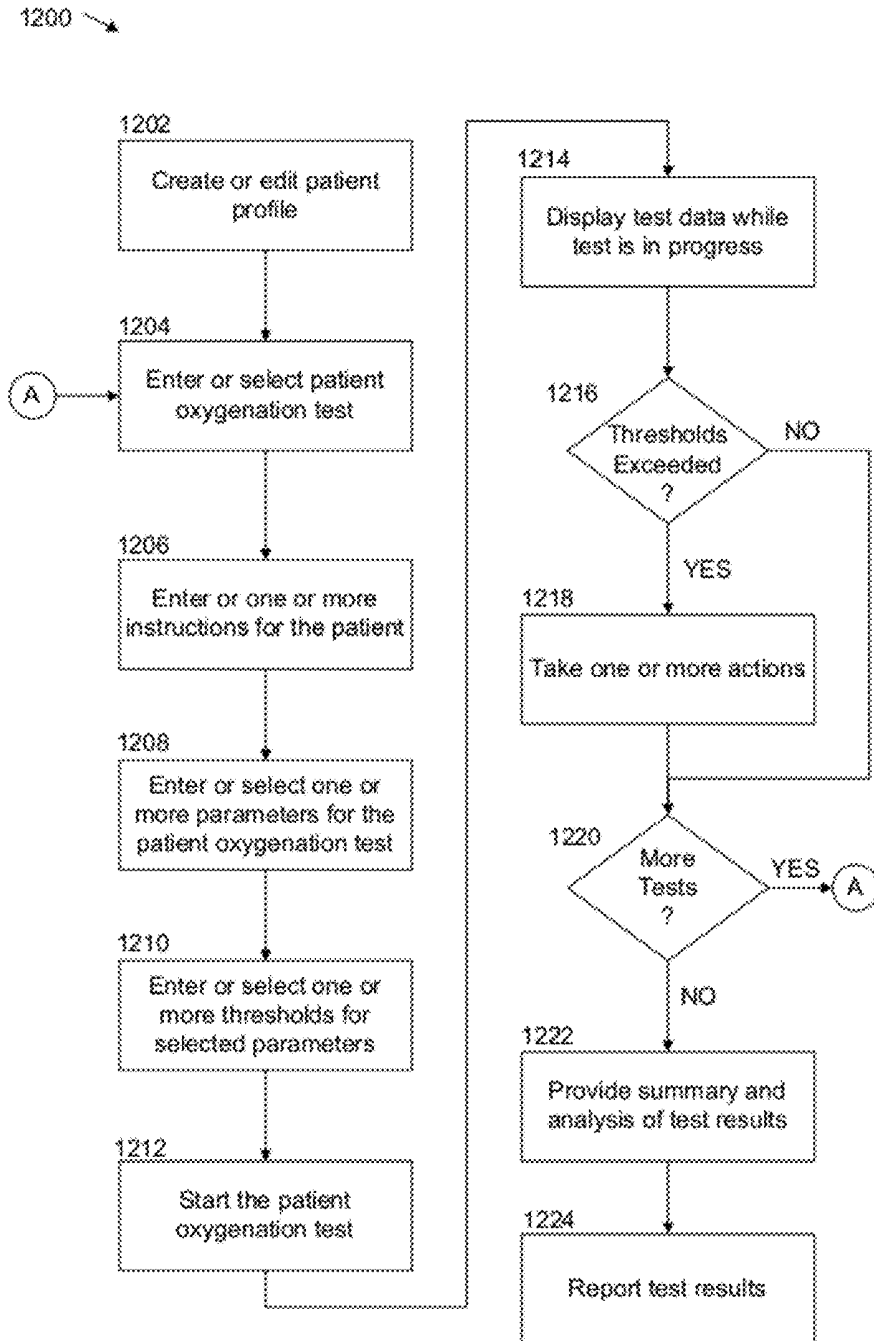 1200
1202
Create or edit patient
profile
1204
A
Enter or select patient
oxygenation test
1206
Enter or one or more
instructions for the patient
1208
Enter or select one or
more parameters for the
patient oxygenation test
1210
Enter or select one or
more thresholds for
selected parameters
1212
Start the patient
oxygenation test
1214
Display test data while
test is in progress
1216
Thresholds
Exceeded
?
NO
YES
1218
Take one or more actions
1220
More
Tests
?
YES
A
NO
1222
Provide summary and
analysis of test results
1224
Report test results